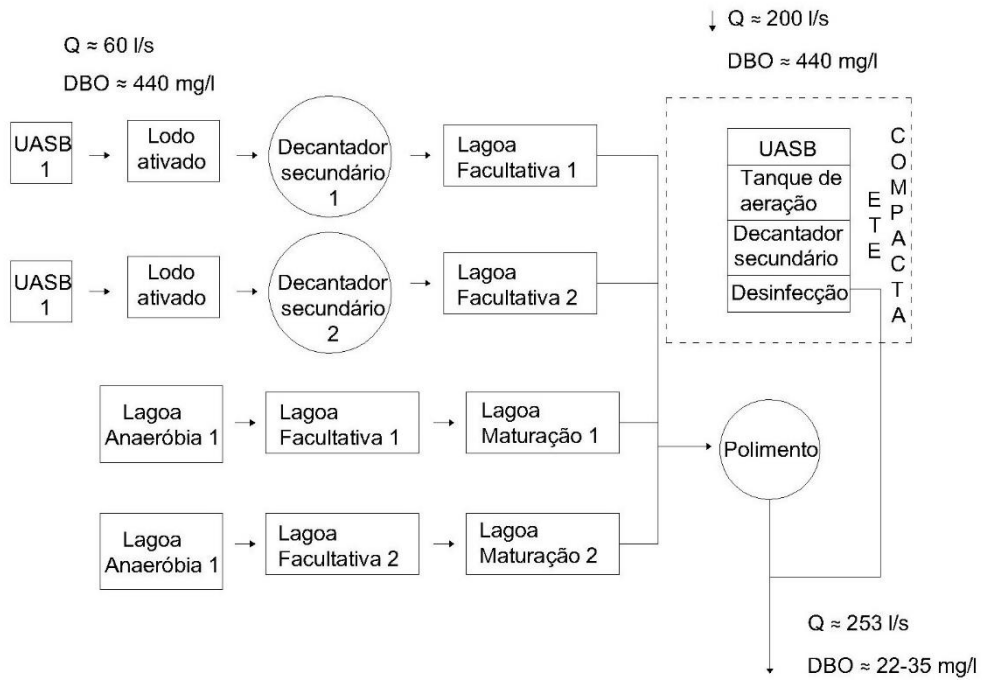 Q ≈ 60 l/s
DBO ≈ 440 mg/l
UASB
1
Lodo
ativado
Decantador
secundário
1
Lagoa
Facultativa 1
UASB
1
Lodo
ativado
Decantador
secundário
2
Lagoa
Facultativa 2
Lagoa
Anaeróbia 1
Lagoa
Facultativa 1
Lagoa
Maturação 1
Lagoa
Anaeróbia 1
Lagoa
Facultativa 2
Lagoa
Maturação 2
Q ≈ 200 l/s
DBO ≈ 440 mg/l
UASB
Tanque de
aeração
Decantador
secundário
Desinfecção
ETE
COMPACTA
Polimento
Q ≈ 253 l/s
DBO ≈ 22-35 mg/l